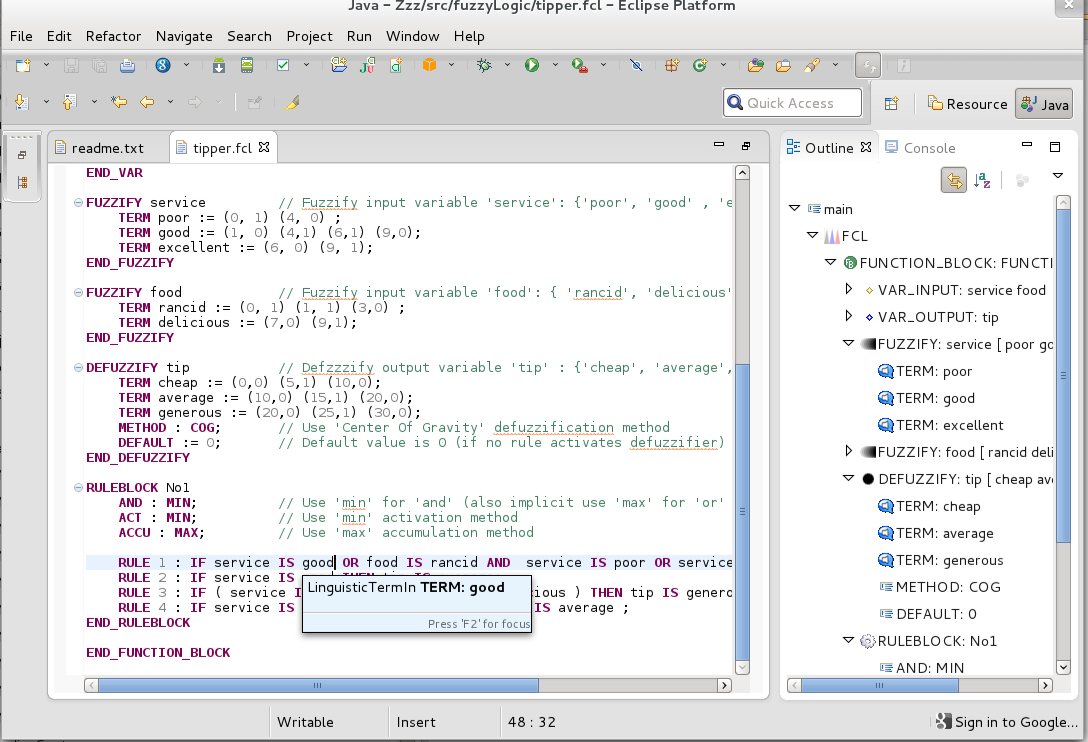 Java – Zzz/src/fuzzyLogic/tipper.fcl – Eclipse Platform
File Edit Refactor Navigate Search Project Run Window Help
Quick Access
Resource
Java
readme.txt
tipper.fcl
END_VAR
FUZZIFY service // Fuzzify input variable 'service': {'poor', 'good' , 'e
TERM poor := (0, 1) (4, 0) ;
TERM good := (1, 0) (4,1) (6,1) (9,0);
TERM excellent := (6, 0) (9, 1);
END_FUZZIFY
FUZZIFY food // Fuzzify input variable 'food': { 'rancid', 'delicious'
TERM rancid := (0, 1) (1, 1) (3,0) ;
TERM delicious := (7,0) (9,1);
END_FUZZIFY
DEFUZZIFY tip // Defzzzify output variable 'tip' : {'cheap', 'average',
TERM cheap := (0,0) (5,1) (10,0);
TERM average := (10,0) (15,1) (20,0);
TERM generous := (20,0) (25,1) (30,0);
METHOD : COG; // Use 'Center Of Gravity' defuzzification method
DEFAULT := 0; // Default value is 0 (if no rule activates defuzzifier)
END_DEFUZZIFY
RULEBLOCK No1
AND : MIN; // Use 'min' for 'and' (also implicit use 'max' for 'or'
ACT : MIN; // Use 'min' activation method
ACCU : MAX; // Use 'max' accumulation method
RULE 1 : IF service IS good OR food IS rancid AND service IS poor OR service
RULE 2 : IF service IS
RULE 3 : IF ( service I cious ) THEN tip IS genero
RULE 4 : IF service IS IS average ;
END_RULEBLOCK
END_FUNCTION_BLOCK
LinguisticTermIn TERM: good
Press 'F2' for focus
Outline
Console
main
FCL
FUNCTION_BLOCK: FUNCTI
VAR_INPUT: service food
VAR_OUTPUT: tip
FUZZIFY: service [ poor go
TERM: poor
TERM: good
TERM: excellent
FUZZIFY: food [ rancid deli
DEFUZZIFY: tip [ cheap ave
TERM: cheap
TERM: average
TERM: generous
METHOD: COG
DEFAULT: 0
RULEBLOCK: No1
AND: MIN
Writable
Insert
48 : 32
Sign in to Google...